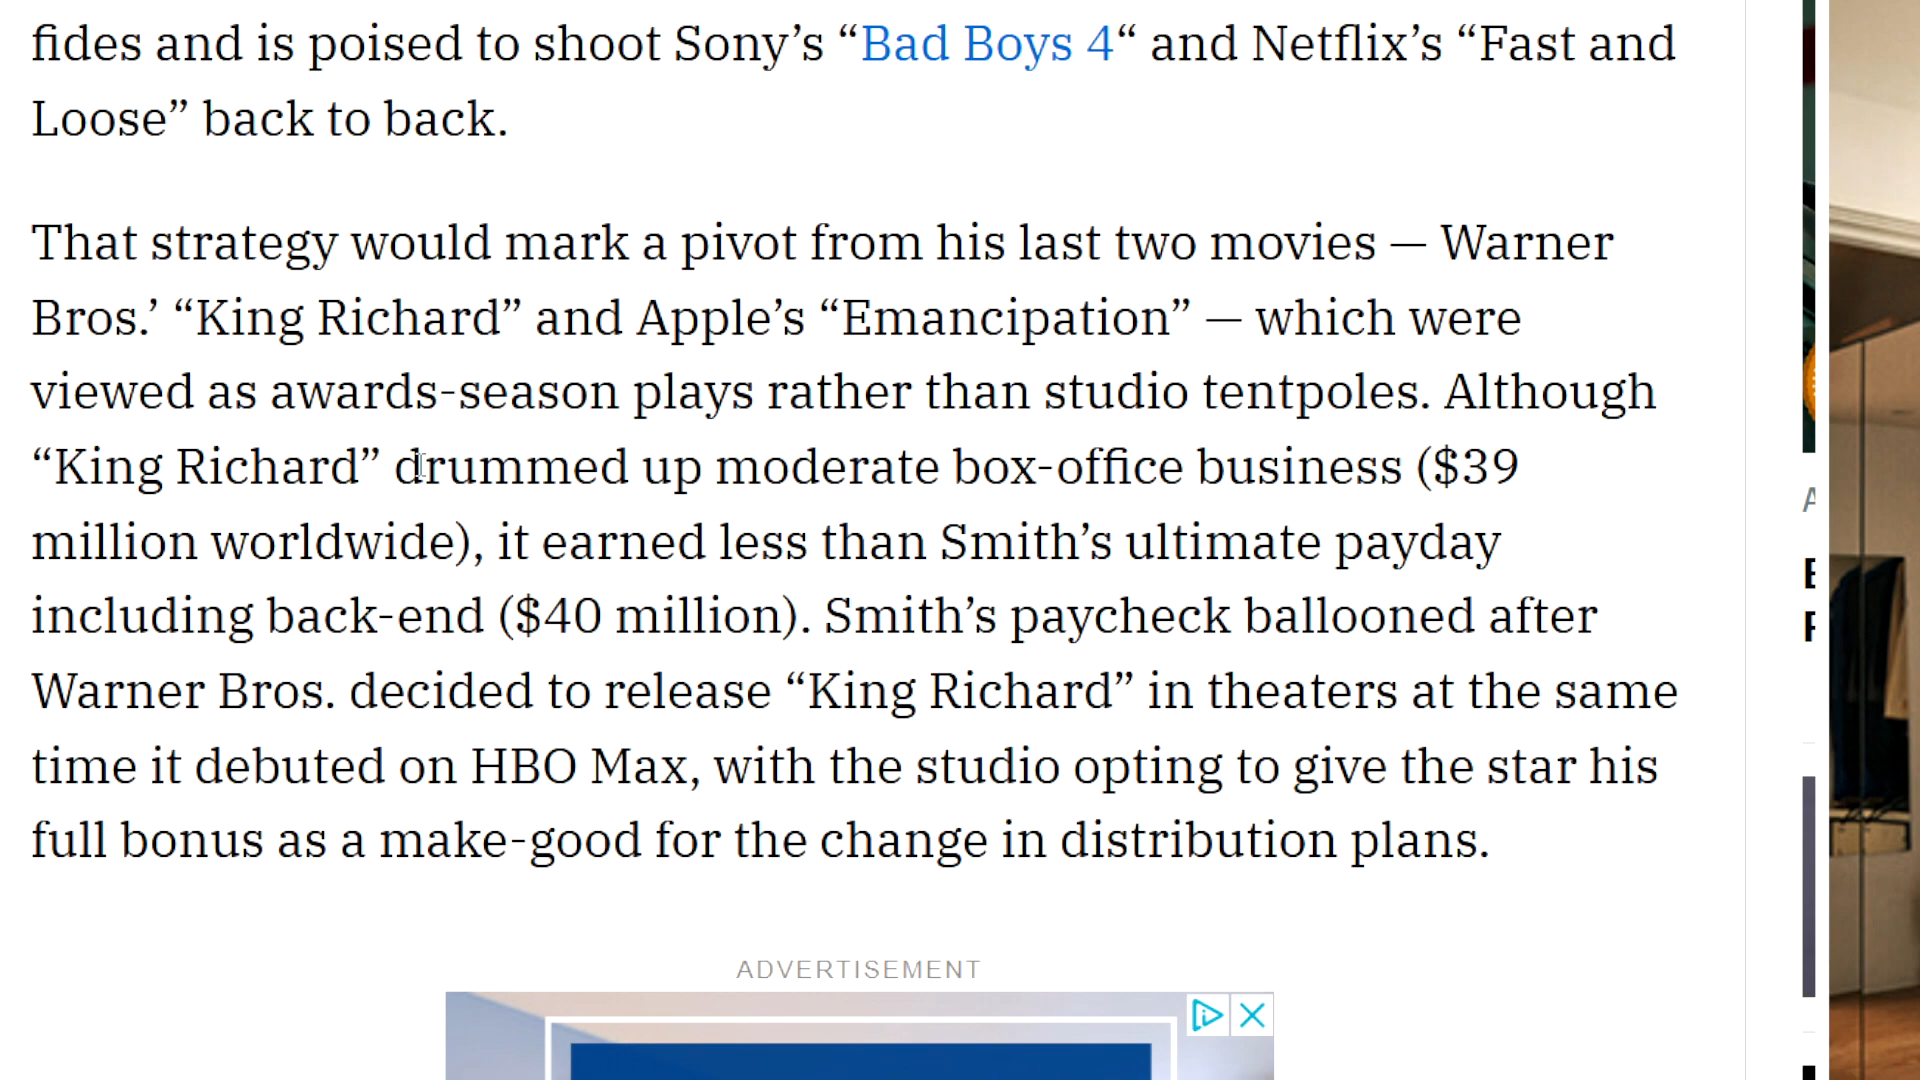 fides and is poised to shoot Sony’s “Bad Boys 4“ and Netflix’s “Fast and
Loose” back to back.
That strategy would mark a pivot from his last two movies — Warner
Bros.’ “King Richard” and Apple’s “Emancipation” — which were
viewed as awards-season plays rather than studio tentpoles. Although
“King Richard” drummed up moderate box-office business ($39
million worldwide), it earned less than Smith’s ultimate payday
including back-end ($40 million). Smith’s paycheck ballooned after
Warner Bros. decided to release “King Richard” in theaters at the same
time it debuted on HBO Max, with the studio opting to give the star his
full bonus as a make-good for the change in distribution plans.
ADVERTISEMENT